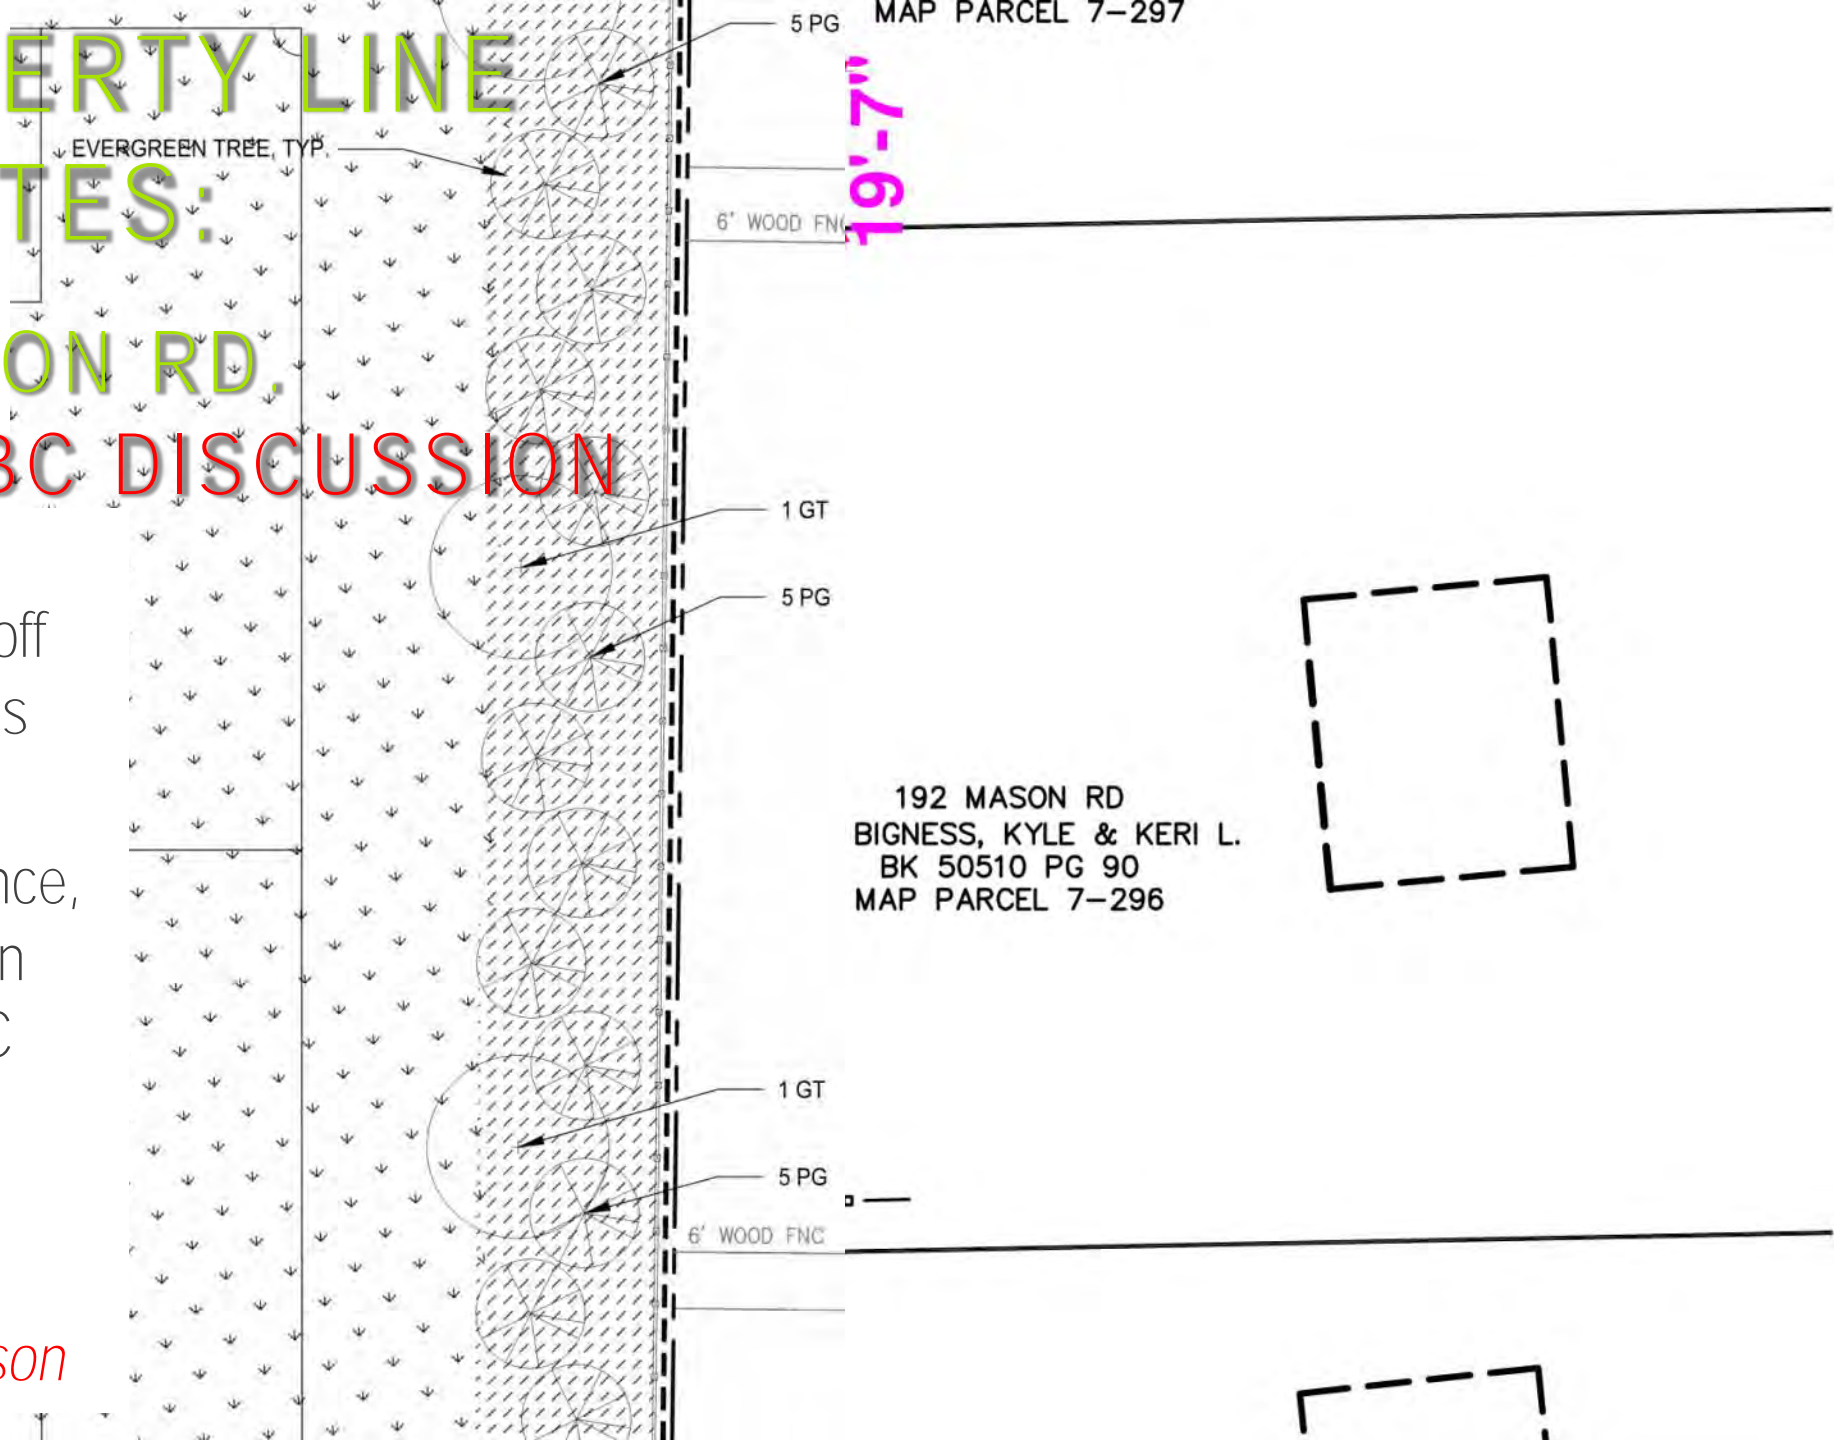 MAP PARCEL 7-297
5 PG
ERTY LINE
19'-7"
EVERGREEN TREE, TYP.
TES:
6' WOOD FN
ON RD.
BC DISCUSSION
1 GT
5 PG
off
s
192 MASON RD
BIGNESS, KYLE & KERI L.
BK 50510 PG 90
MAP PARCEL 7-296
nce,
n
C
1 GT
5 PG
6' WOOD FNC
son